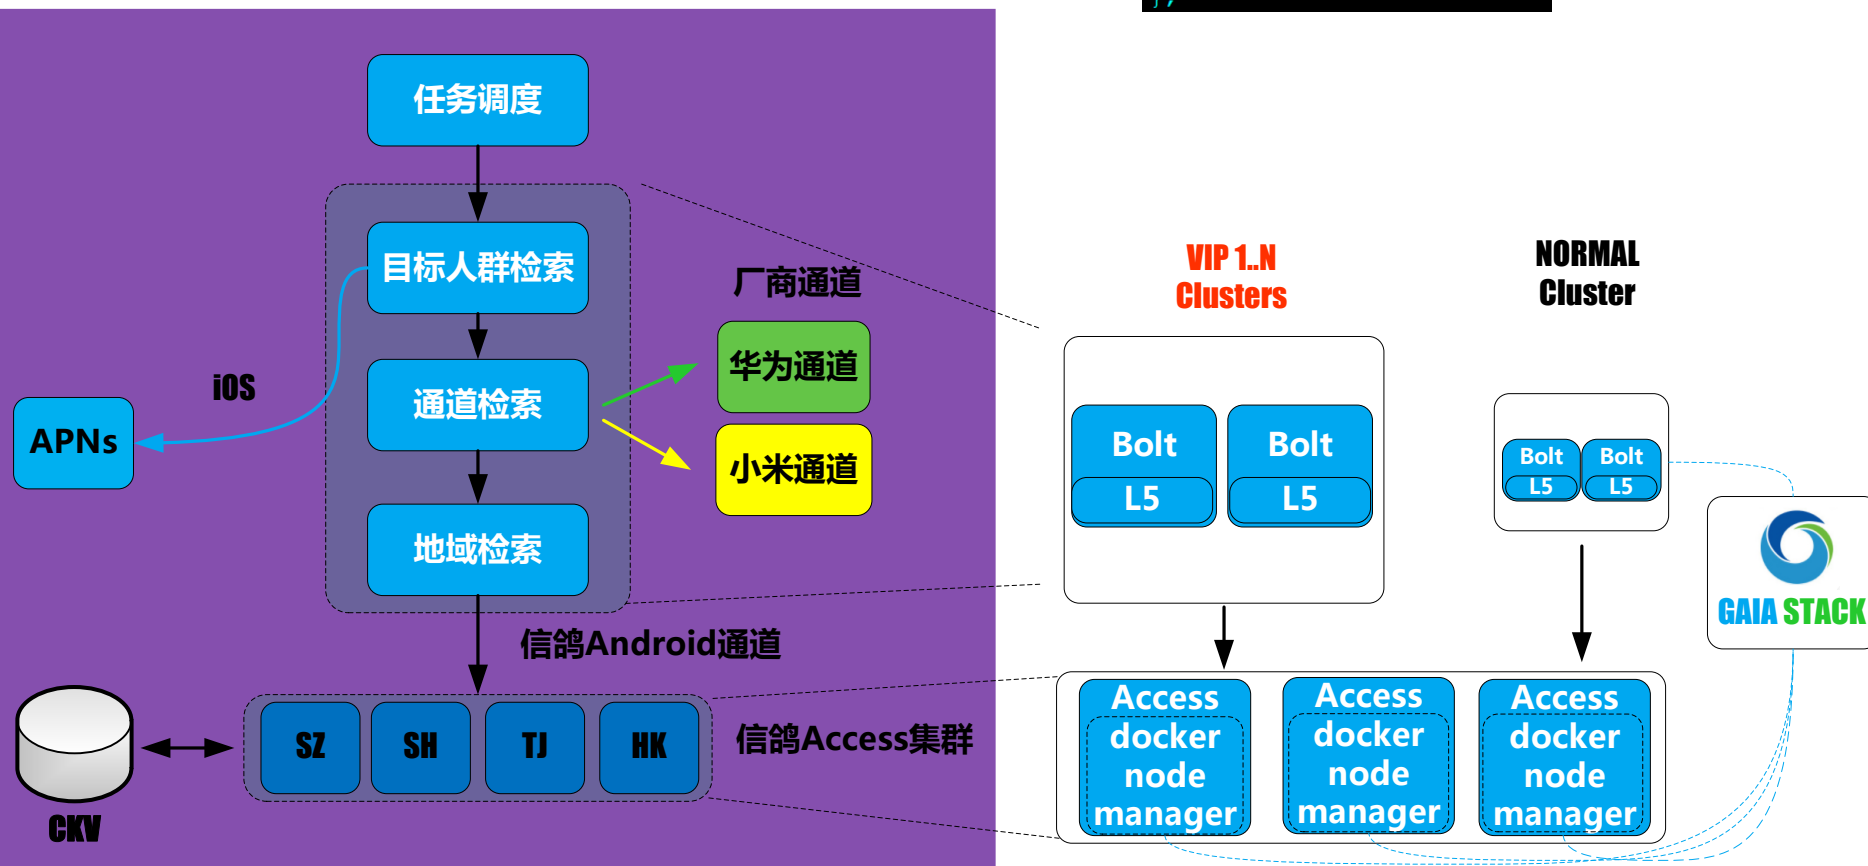 };
任务调度
目标人群检索
厂商通道
华为通道
iOS
通道检索
APNs
小米通道
地域检索
信鸽Android通道
SZ
SH
TJ
HK
信鸽Access集群
CKV
VIP 1..N
Clusters
NORMAL
Cluster
Bolt
L5
Bolt
L5
Bolt
L5
Bolt
L5
GAIA STACK
Access
docker
node
manager
Access
docker
node
manager
Access
docker
node
manager